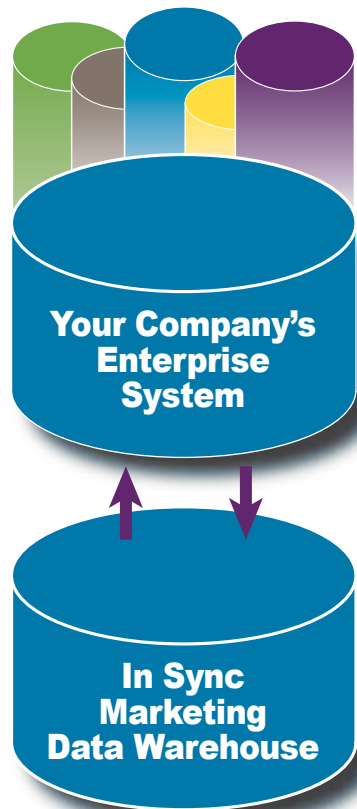 Your Company’s
Enterprise
System
In Sync
Marketing
Data Warehouse